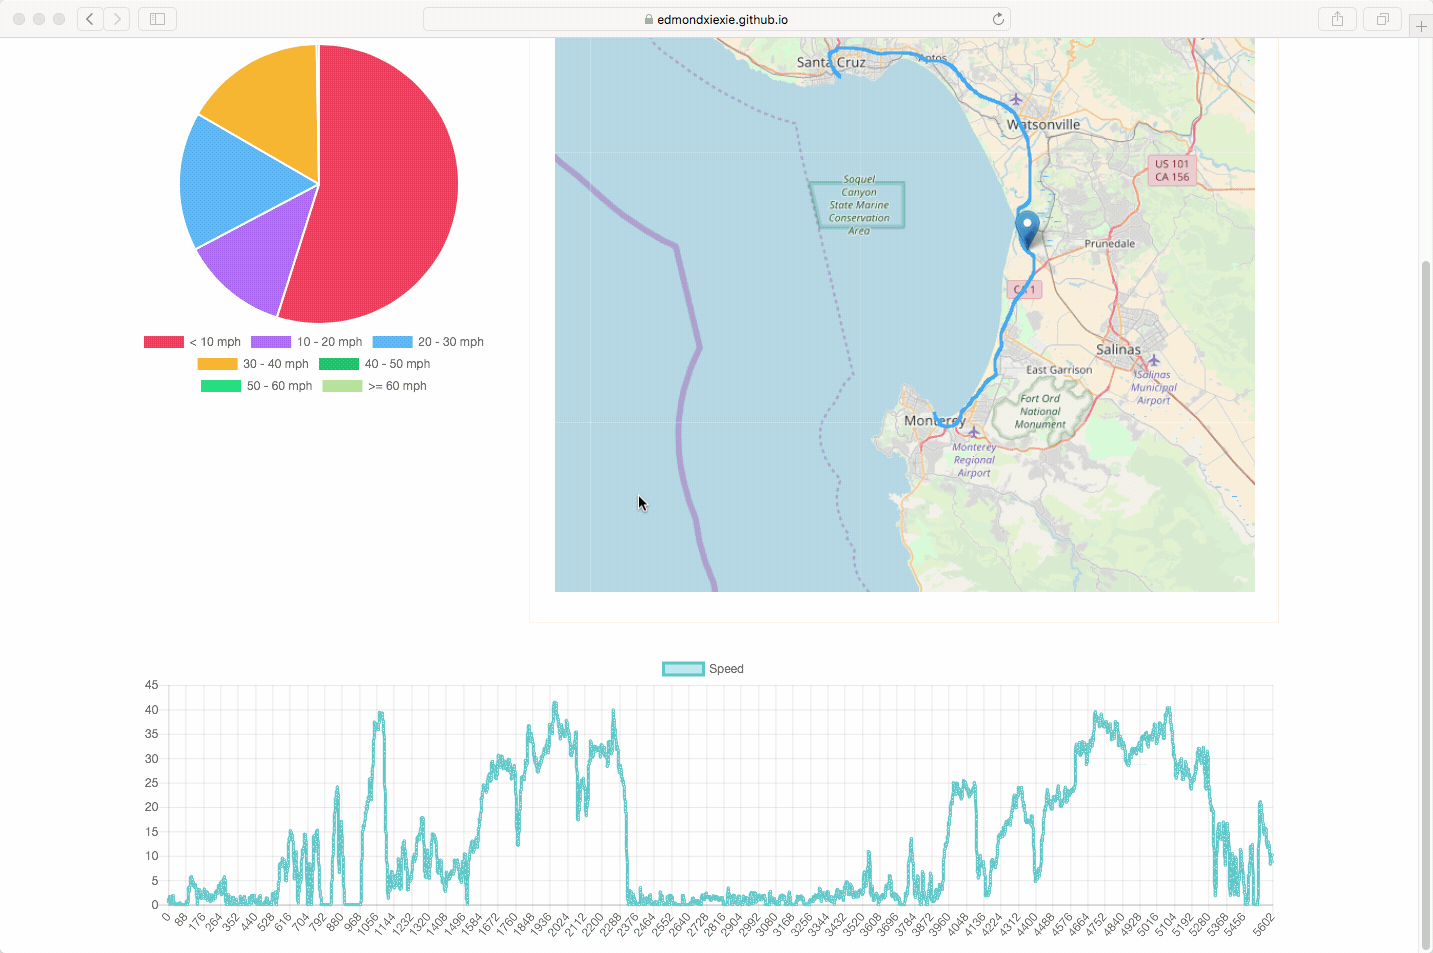 edmondxiexie.github.io
< 10 mph
10 - 20 mph
20 - 30 mph
30 - 40 mph
40 - 50 mph
50 - 60 mph
>= 60 mph
Santa Cruz
Aptos
Watsonville
US 101
CA 156
Soquel
Canyon
State Marine
Conservation
Area
Prunedale
CA 1
Salinas
East Garrison
Salinas
Municipal
Airport
Fort Ord
National
Monument
Monterey
Monterey
Regional
Airport
Speed
45
40
35
30
25
20
15
10
5
0
0 88 176 264 352 440 528 616 704 792 880 968 1056 1144 1232 1320 1408 1496 1584 1672 1760 1848 1936 2024 2112 2200 2288 2376 2464 2552 2640 2728 2816 2904 2992 3080 3168 3256 3344 3432 3520 3608 3696 3784 3872 3960 4048 4136 4224 4312 4400 4488 4576 4664 4752 4840 4928 5016 5104 5192 5280 5368 5456 5602